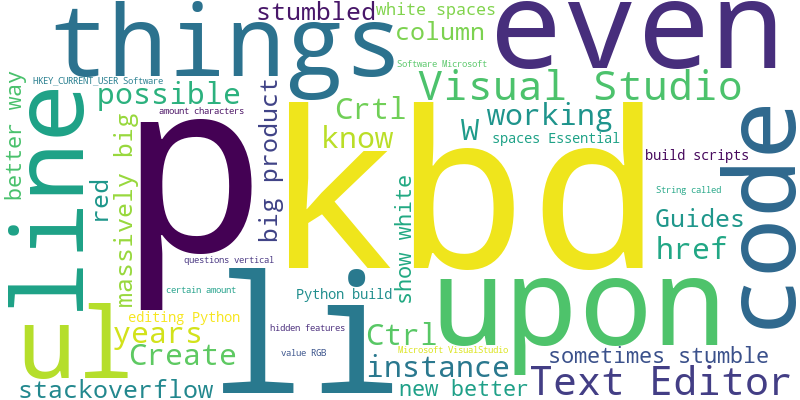 things
even
stumbled
white spaces
column
Software Microsoft
HKEY_CURRENT_USER Software
possible
Visual Studio
better way
line
amount characters
Crtl
know
W
working
spaces Essential
code
massively big
red
big product
p
kbd
build scripts
String called
show white
Guides
href
questions vertical
li
upon
certain amount
Python build
ul
editing Python
years
hidden features
Ctrl
Create
value RGB
Microsoft VisualStudio
instance
sometimes stumble
stackoverflow
new better
Text Editor